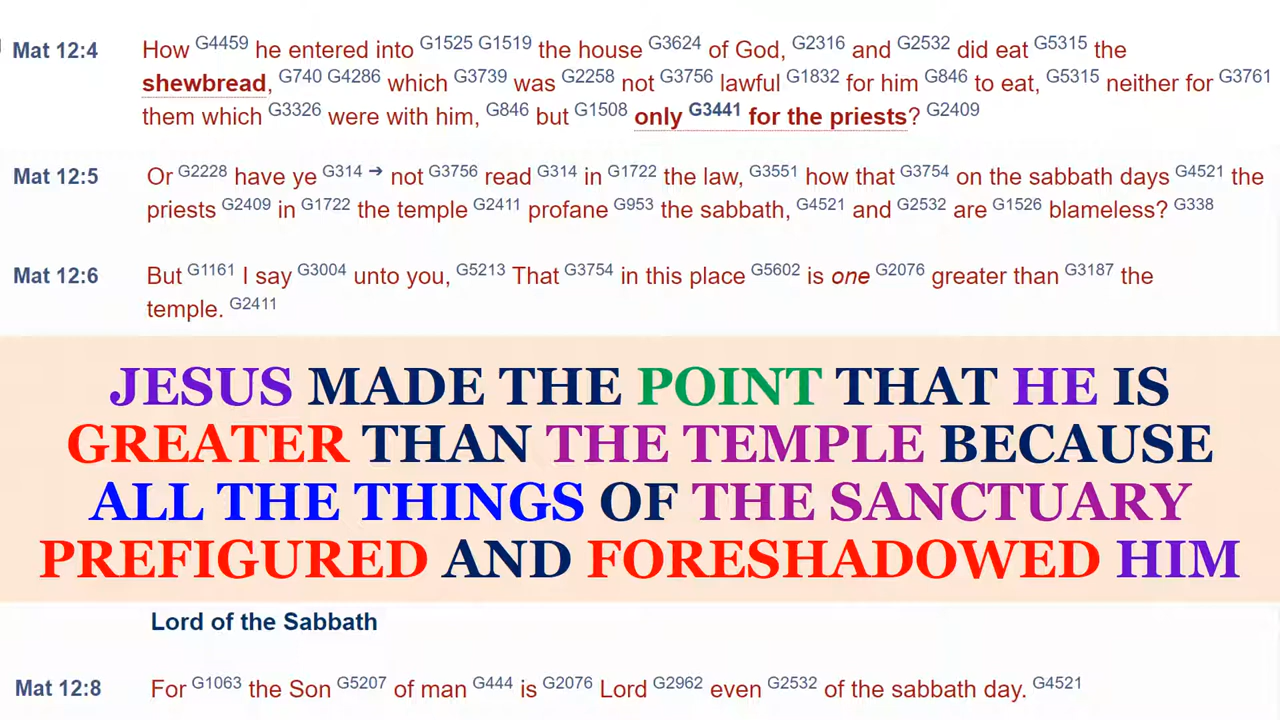 Mat 12:4 How G4459 he entered into G1525 G1519 the house G3624 of God, G2316 and G2532 did eat G5315 the
shewbread, G740 G4286 which G3739 was G2258 not G3756 lawful G1832 for him G846 to eat, G5315 neither for G3761
them which G3326 were with him, G846 but G1508 only G3441 for the priests? G2409
Mat 12:5 Or G2228 have ye G314 ➔ not G3756 read G314 in G1722 the law, G3551 how that G3754 on the sabbath days G4521 the
priests G2409 in G1722 the temple G2411 profane G953 the sabbath, G4521 and G2532 are G1526 blameless? G338
Mat 12:6 But G1161 I say G3004 unto you, G5213 That G3754 in this place G5602 is one G2076 greater than G3187 the
temple. G2411
JESUS MADE THE POINT THAT HE IS
GREATER THAN THE TEMPLE BECAUSE
ALL THE THINGS OF THE SANCTUARY
PREFIGURED AND FORESHADOWED HIM
Lord of the Sabbath
Mat 12:8 For G1063 the Son G5207 of man G444 is G2076 Lord G2962 even G2532 of the sabbath day. G4521